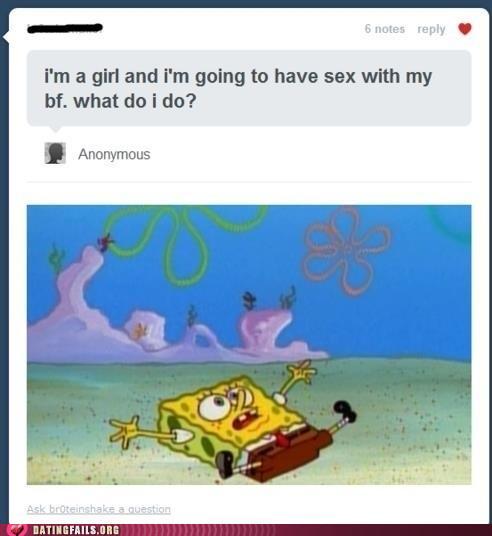 6 notes reply
i'm a girl and i'm going to have sex with my
bf. what do i do?
Anonymous
Ask br0teinshake a question
DATINGFAILS.ORG